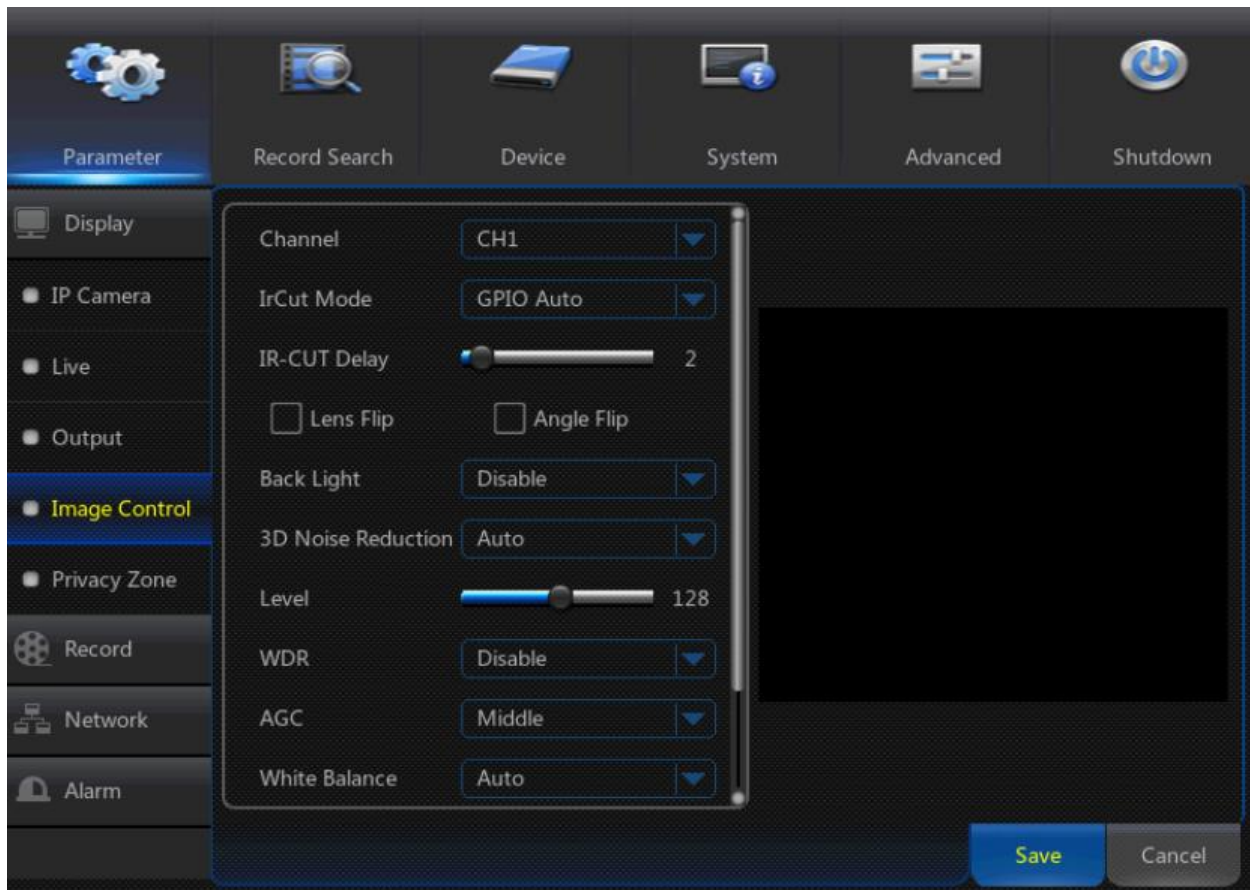 Parameter Record Search Device System Advanced Shutdown
Display
IP Camera
Live
Output
Image Control
Privacy Zone
Record
Network
Alarm
Channel CH1
IrCut Mode GPIO Auto
IR-CUT Delay 2
Lens Flip Angle Flip
Back Light Disable
3D Noise Reduction Auto
Level 128
WDR Disable
AGC Middle
White Balance Auto
Save Cancel